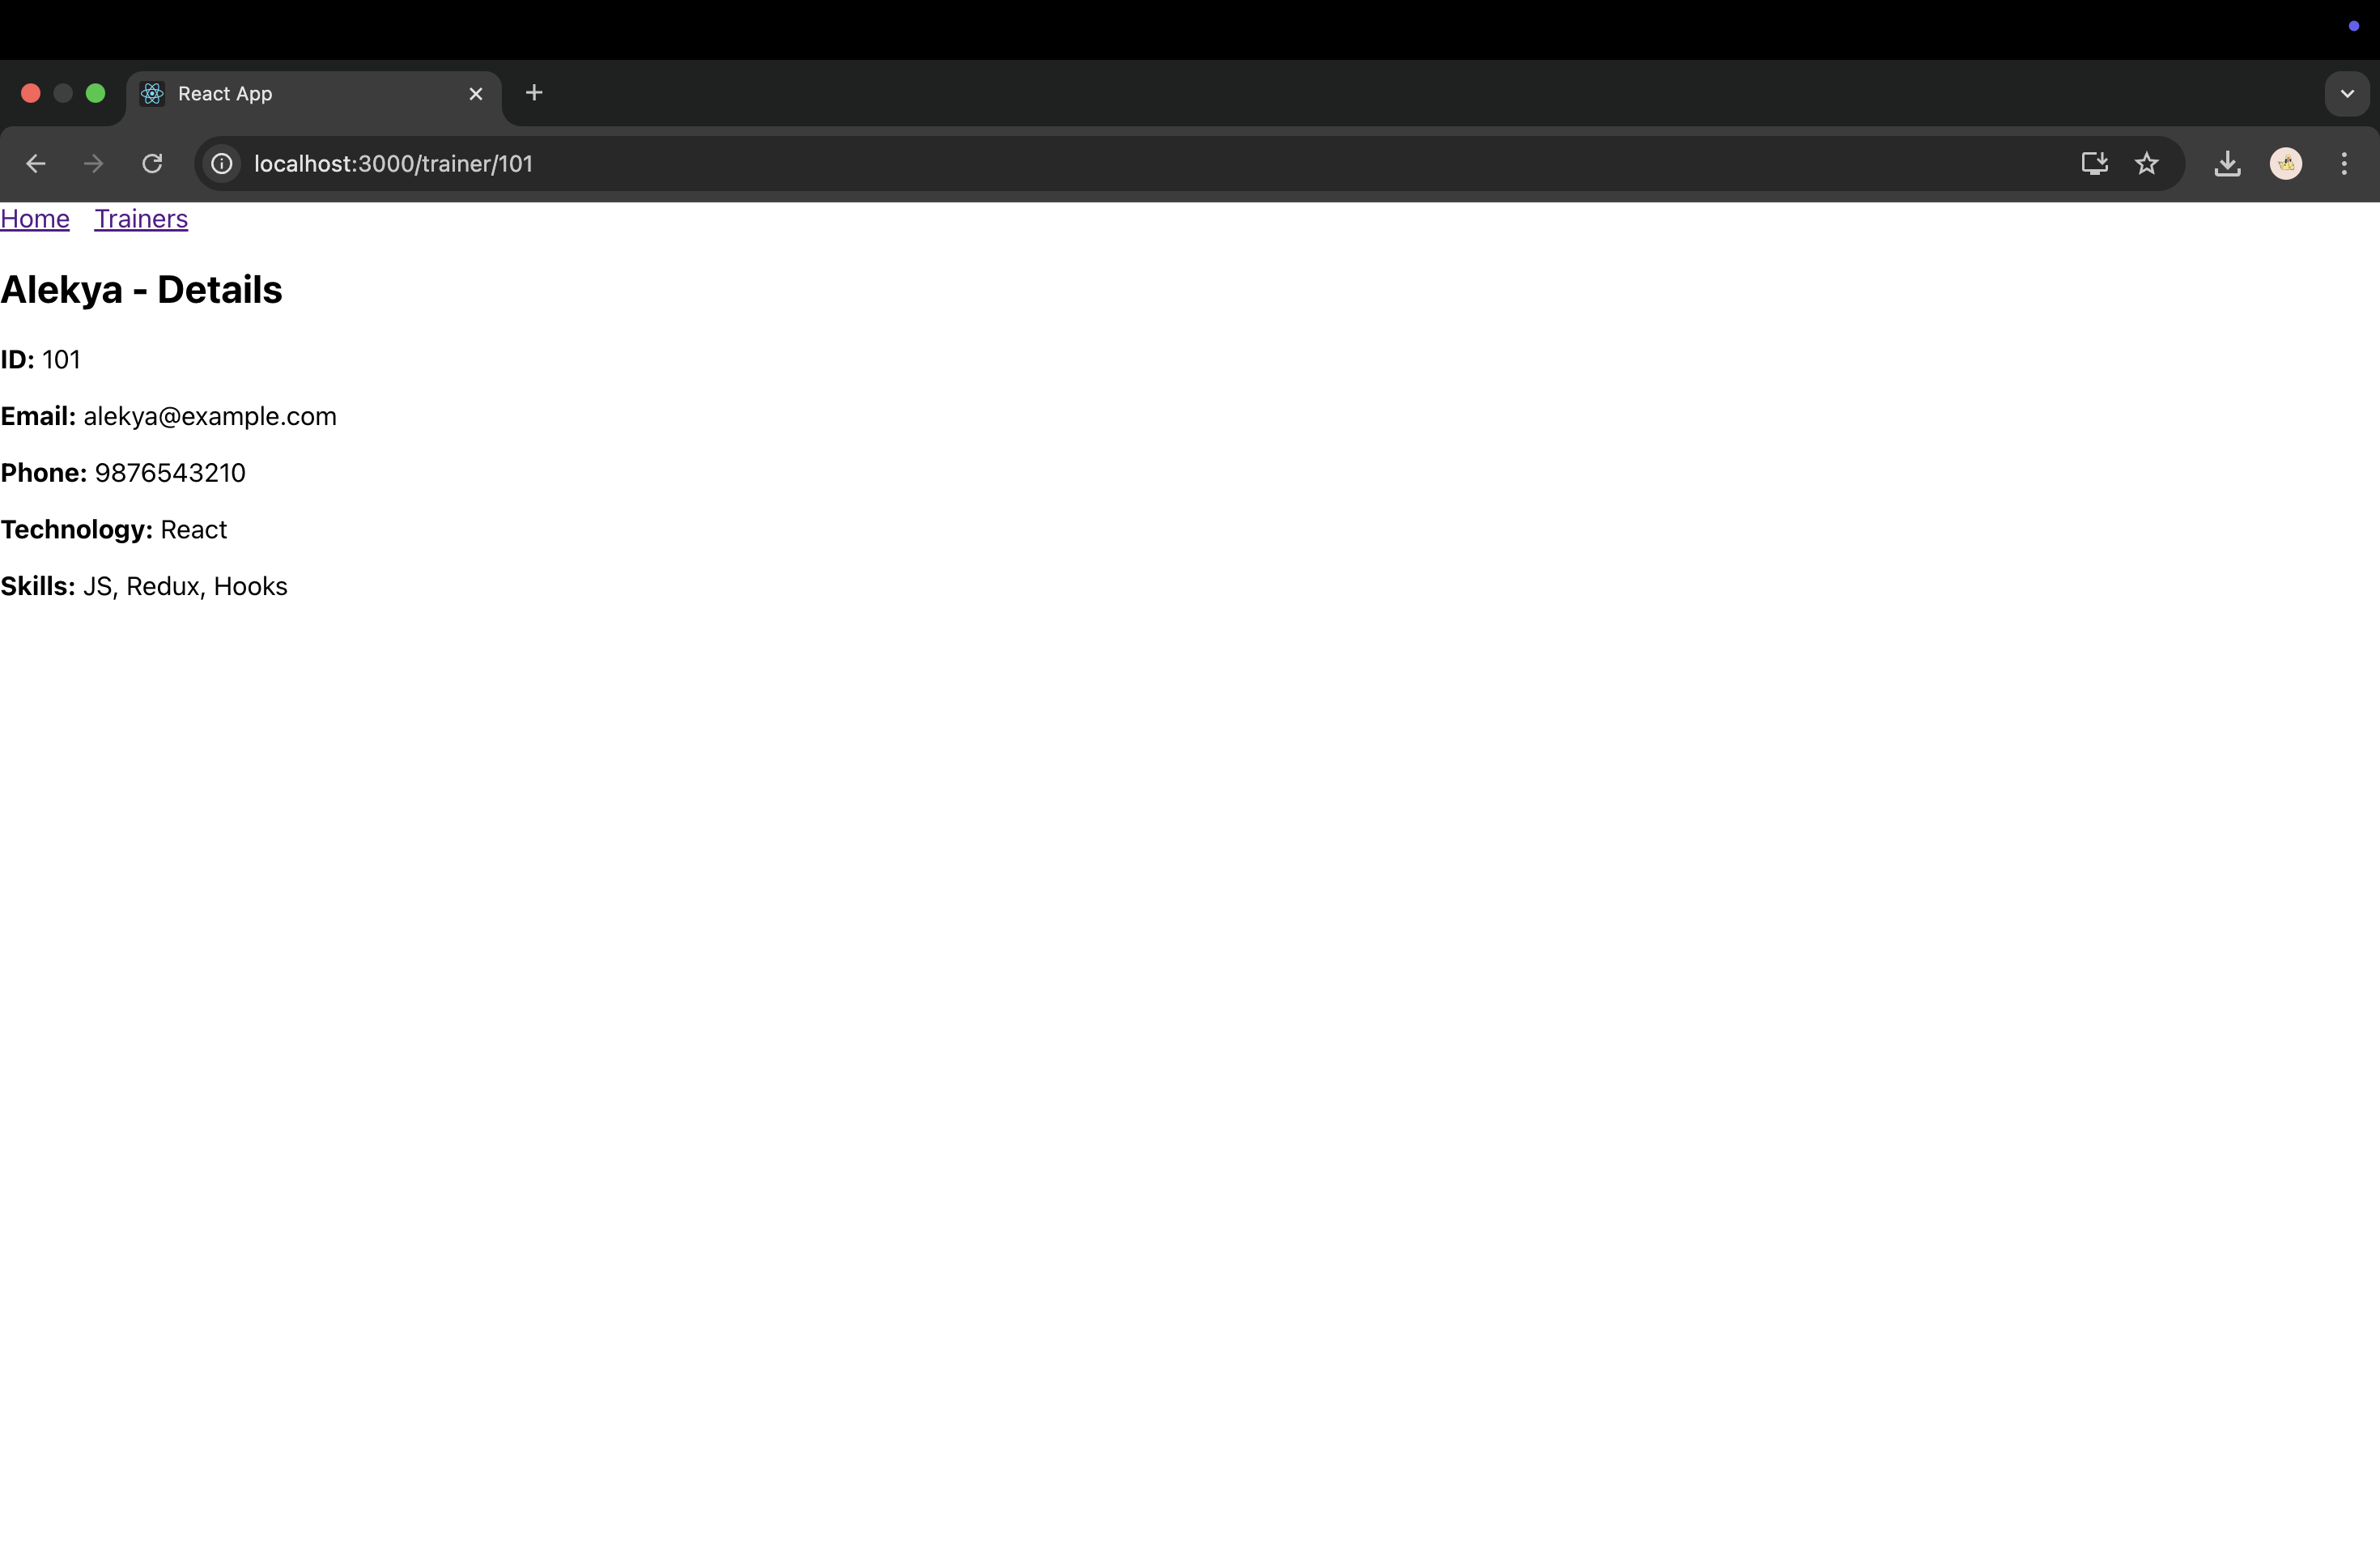 React App
localhost:3000/trainer/101
Home Trainers
Alekya - Details
ID: 101
Email: alekya@example.com
Phone: 9876543210
Technology: React
Skills: JS, Redux, Hooks